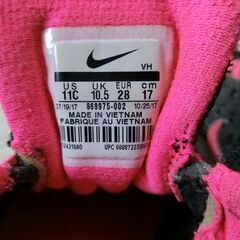 VH
US UK EUR cm
11C 10.5 28 17
07/19/17 869975-002 10/25/17
MADE IN VIETNAM
FABRIQUE AU VIETNAM
UPC